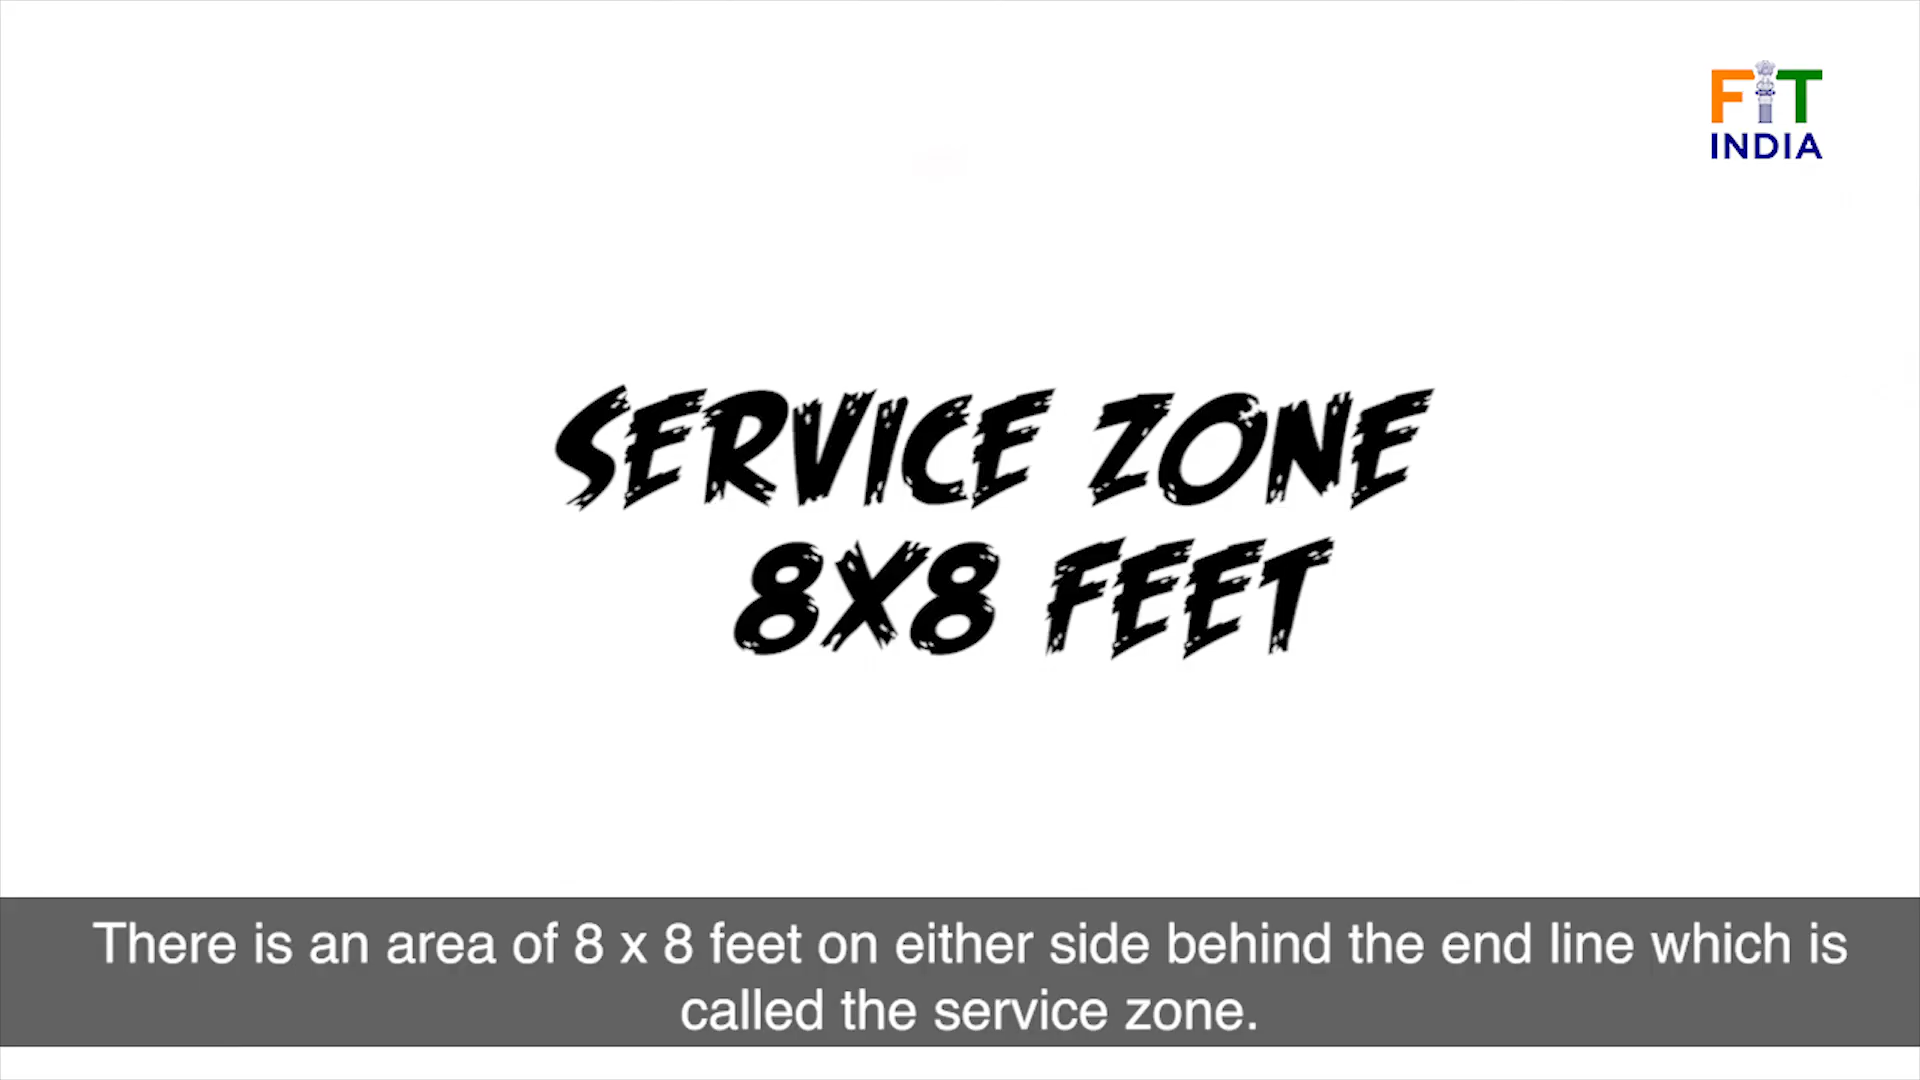 FIT
INDIA
SERVICE ZONE
8X8 FEET
There is an area of 8 x 8 feet on either side behind the end line which is
called the service zone.